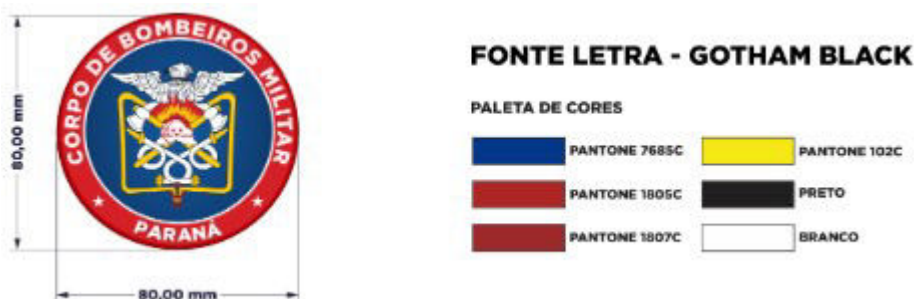 CORPO DE BOMBEIROS MILITAR
PARANÁ
80,00 mm
80,00 mm
FONTE LETRA - GOTHAM BLACK
PALETA DE CORES
PANTONE 7685C
PANTONE 102C
PANTONE 1805C
PRETO
PANTONE 1807C
BRANCO